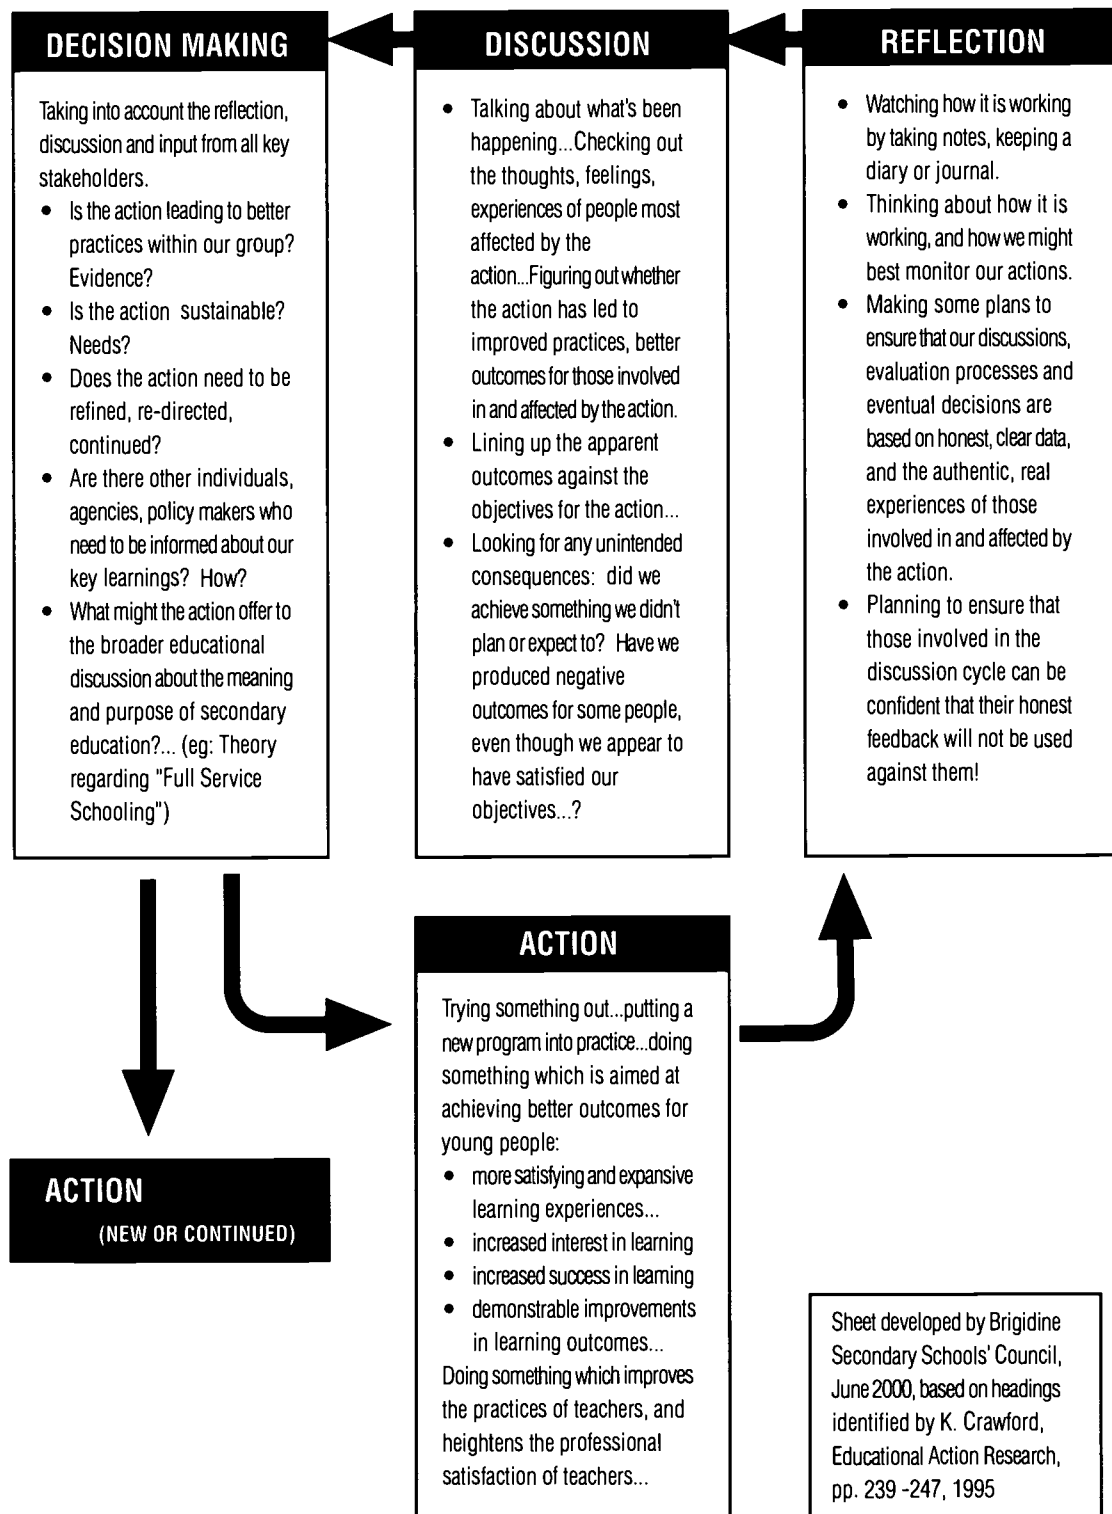 DECISION MAKING
Taking into account the reflection,
discussion and input from all key
stakeholders.
• Is the action leading to better
practices within our group?
Evidence?
• Is the action sustainable?
Needs?
• Does the action need to be
refined, re-directed,
continued?
• Are there other individuals,
agencies, policy makers who
need to be informed about our
key learnings? How?
• What might the action offer to
the broader educational
discussion about the meaning
and purpose of secondary
education?... (eg: Theory
regarding "Full Service
Schooling")
DISCUSSION
• Talking about what's been
happening...Checking out
the thoughts, feelings,
experiences of people most
affected by the
action...Figuring out whether
the action has led to
improved practices, better
outcomes for those involved
in and affected by the action.
• Lining up the apparent
outcomes against the
objectives for the action...
• Looking for any unintended
consequences: did we
achieve something we didn't
plan or expect to? Have we
produced negative
outcomes for some people,
even though we appear to
have satisfied our
objectives...?
REFLECTION
• Watching how it is working
by taking notes, keeping a
diary or journal.
• Thinking about how it is
working, and how we might
best monitor our actions.
• Making some plans to
ensure that our discussions,
evaluation processes and
eventual decisions are
based on honest, clear data,
and the authentic, real
experiences of those
involved in and affected by
the action.
• Planning to ensure that
those involved in the
discussion cycle can be
confident that their honest
feedback will not be used
against them!
ACTION
Trying something out...putting a
new program into practice...doing
something which is aimed at
achieving better outcomes for
young people:
• more satisfying and expansive
learning experiences...
• increased interest in learning
• increased success in learning
• demonstrable improvements
in learning outcomes...
Doing something which improves
the practices of teachers, and
heightens the professional
satisfaction of teachers...
ACTION
(NEW OR CONTINUED)
Sheet developed by Brigidine
Secondary Schools' Council,
June 2000, based on headings
identified by K. Crawford,
Educational Action Research,
pp. 239 -247, 1995